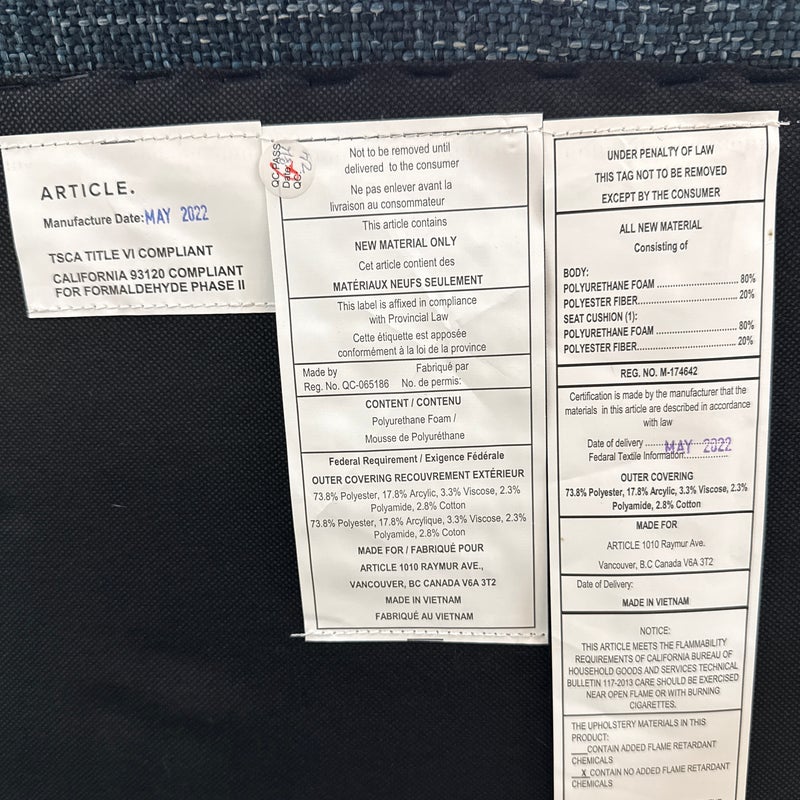 ARTICLE.
Manufacture Date: MAY 2022
TSCA TITLE VI COMPLIANT
CALIFORNIA 93120 COMPLIANT
FOR FORMALDEHYDE PHASE II
QC PASS
Date
QC
Not to be removed until
delivered to the consumer
Ne pas enlever avant la
livraison au consommateur
This article contains
NEW MATERIAL ONLY
Cet article contient des
MATÉRIAUX NEUFS SEULEMENT
This label is affixed in compliance
with Provincial Law
Cette étiquette est apposée
conformément à la loi de la province
Made by Fabriqué par
Reg. No. QC-065186 No. de permis:
CONTENT / CONTENU
Polyurethane Foam /
Mousse de Polyuréthane
Federal Requirement / Exigence Fédérale
OUTER COVERING RECOUVREMENT EXTÉRIEUR
73.8% Polyester, 17.8% Arcylic, 3.3% Viscose, 2.3%
Polyamide, 2.8% Cotton
73.8% Polyester, 17.8% Arcylique, 3.3% Viscose, 2.3%
Polyamide, 2.8% Coton
MADE FOR / FABRIQUÉ POUR
ARTICLE 1010 RAYMUR AVE.,
VANCOUVER, BC CANADA V6A 3T2
MADE IN VIETNAM
FABRIQUÉ AU VIETNAM
UNDER PENALTY OF LAW
THIS TAG NOT TO BE REMOVED
EXCEPT BY THE CONSUMER
ALL NEW MATERIAL
Consisting of
BODY:
POLYURETHANE FOAM ........................ 80%
POLYESTER FIBER............................... 20%
SEAT CUSHION (1):
POLYURETHANE FOAM ........................ 80%
POLYESTER FIBER............................... 20%
REG. NO. M-174642
Certification is made by the manufacturer that the
materials in this article are described in accordance
with law
Date of delivery ........ MAY 2022
Federal Textile Information..............
OUTER COVERING
73.8% Polyester, 17.8% Arcylic, 3.3% Viscose, 2.3%
Polyamide, 2.8% Cotton
MADE FOR
ARTICLE 1010 Raymur Ave.
Vancouver, B.C Canada V6A 3T2
Date of Delivery:
MADE IN VIETNAM
NOTICE:
THIS ARTICLE MEETS THE FLAMMABILITY
REQUIREMENTS OF CALIFORNIA BUREAU OF
HOUSEHOLD GOODS AND SERVICES TECHNICAL
BULLETIN 117-2013 CARE SHOULD BE EXERCISED
NEAR OPEN FLAME OR WITH BURNING
CIGARETTES.
THE UPHOLSTERY MATERIALS IN THIS
PRODUCT:
___CONTAIN ADDED FLAME RETARDANT
CHEMICALS
_X_CONTAIN NO ADDED FLAME RETARDANT
CHEMICALS